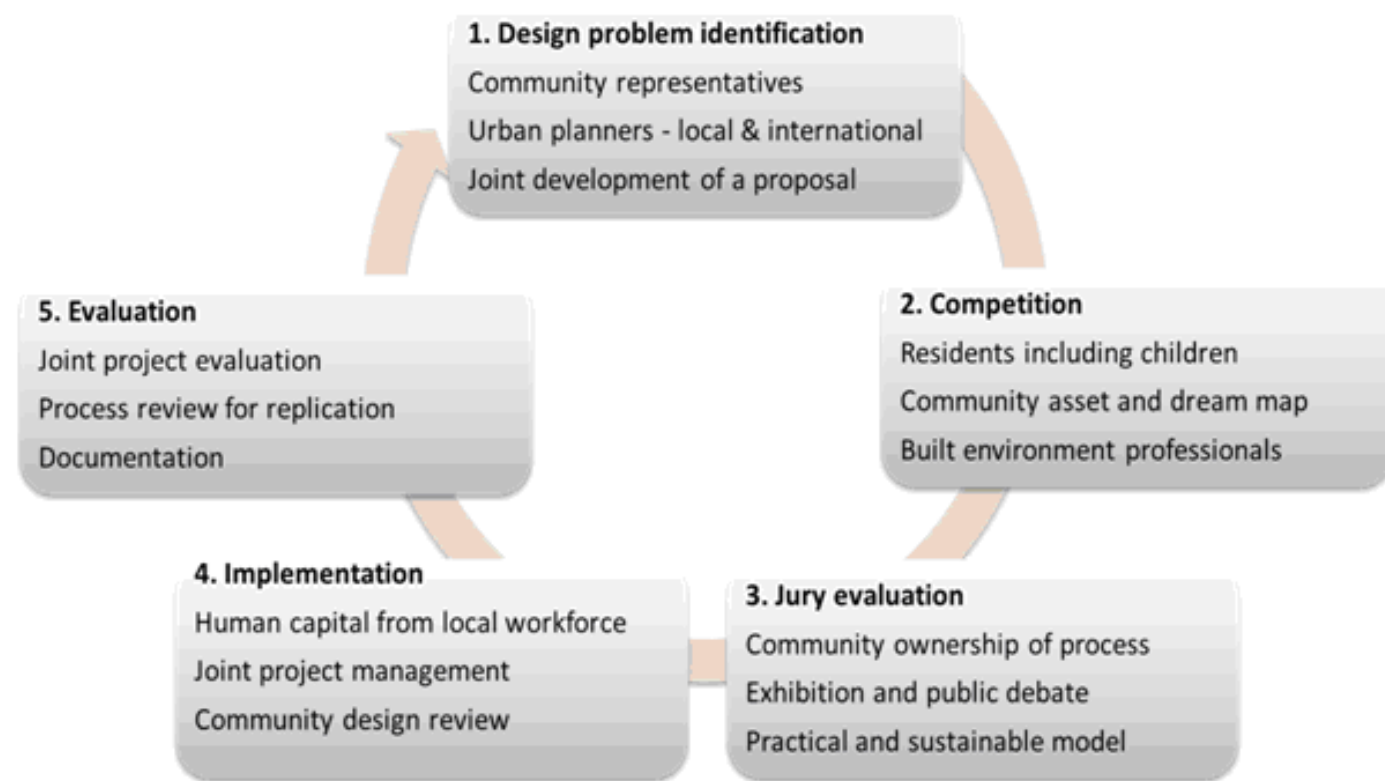 1. Design problem identification
Community representatives
Urban planners - local & international
Joint development of a proposal
2. Competition
Residents including children
Community asset and dream map
Built environment professionals
3. Jury evaluation
Community ownership of process
Exhibition and public debate
Practical and sustainable model
4. Implementation
Human capital from local workforce
Joint project management
Community design review
5. Evaluation
Joint project evaluation
Process review for replication
Documentation